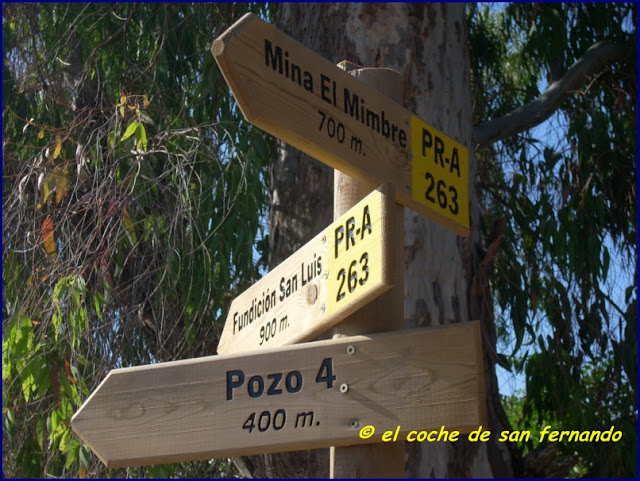 Mina El Mimbre
700 m.
PR-A
263
Fundición San Luis
900 m.
PR-A
263
Pozo 4
400 m.
© el coche de san fernando